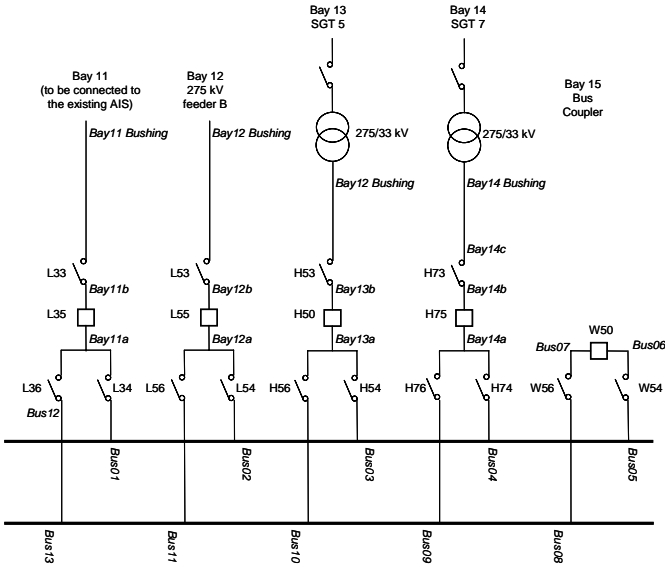 Bay 13
SGT 5
Bay 14
SGT 7
Bay 11
(to be connected to
the existing AIS)
Bay 12
275 kV
feeder B
Bay 15
Bus
Coupler
Bay11 Bushing
Bay12 Bushing
275/33 kV
275/33 kV
Bay12 Bushing
Bay14 Bushing
Bay14c
L33
L53
H53
H73
Bay11b
Bay12b
Bay13b
Bay14b
L35
L55
H50
H75
W50
Bay11a
Bay12a
Bay13a
Bay14a
Bus07
Bus06
L36
L34
L56
L54
H56
H54
H76
H74
W56
W54
Bus12
Bus01
Bus02
Bus03
Bus04
Bus05
Bus13
Bus11
Bus10
Bus09
Bus08